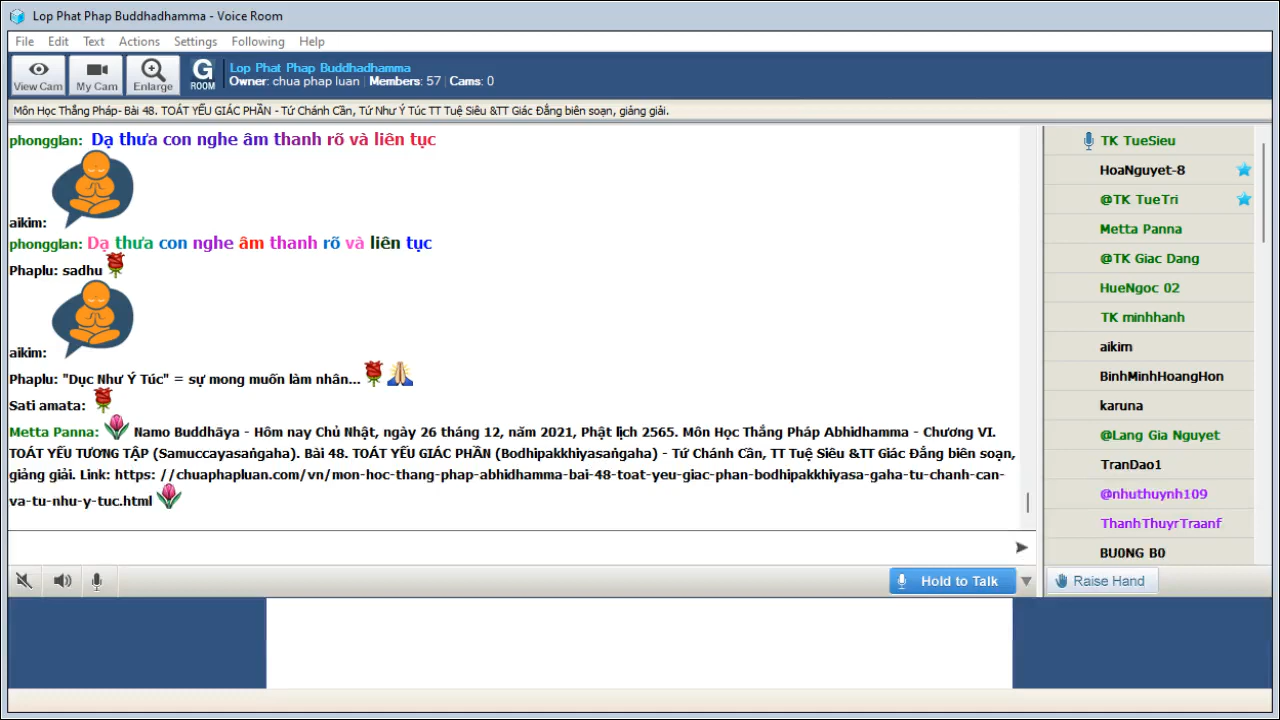 Lop Phat Phap Buddhadhamma - Voice Room
File Edit Text Actions Settings Following Help
View Cam My Cam Enlarge G ROOM
Lop Phat Phap Buddhadhamma
Owner: chua phap luan Members: 57 Cams: 0
Môn Học Thắng Pháp- Bài 48. TOÁT YẾU GIÁC PHẦN - Tứ Chánh Cần, Tứ Như Ý Túc TT Tuệ Siêu &TT Giác Đẳng biên soạn, giảng giải.
phongglan: Dạ thưa con nghe âm thanh rõ và liên tục
aikim:
phongglan: Dạ thưa con nghe âm thanh rõ và liên tục
Phaplu: sadhu
aikim:
Phaplu: "Dục Như Ý Túc" = sự mong muốn làm nhân...
Sati amata:
Metta Panna: Namo Buddhāya - Hôm nay Chủ Nhật, ngày 26 tháng 12, năm 2021, Phật lịch 2565. Môn Học Thắng Pháp Abhidhamma - Chương VI.
TOÁT YẾU TƯƠNG TẬP (Samuccayasaṅgaha). Bài 48. TOÁT YẾU GIÁC PHẦN (Bodhipakkhiyasaṅgaha) - Tứ Chánh Cần, TT Tuệ Siêu &TT Giác Đẳng biên soạn,
giảng giải. Link: https: //chuaphapluan.com/vn/mon-hoc-thang-phap-abhidhamma-bai-48-toat-yeu-giac-phan-bodhipakkhiyasa-gaha-tu-chanh-can-
va-tu-nhu-y-tuc.html
TK TueSieu
HoaNguyet-8
@TK TueTri
Metta Panna
@TK Giac Dang
HueNgoc 02
TK minhhanh
aikim
BinhMinhHoangHon
karuna
@Lang Gia Nguyet
TranDao1
@nhuthuynh109
ThanhThuyrTraanf
BU0NG B0
Hold to Talk
Raise Hand